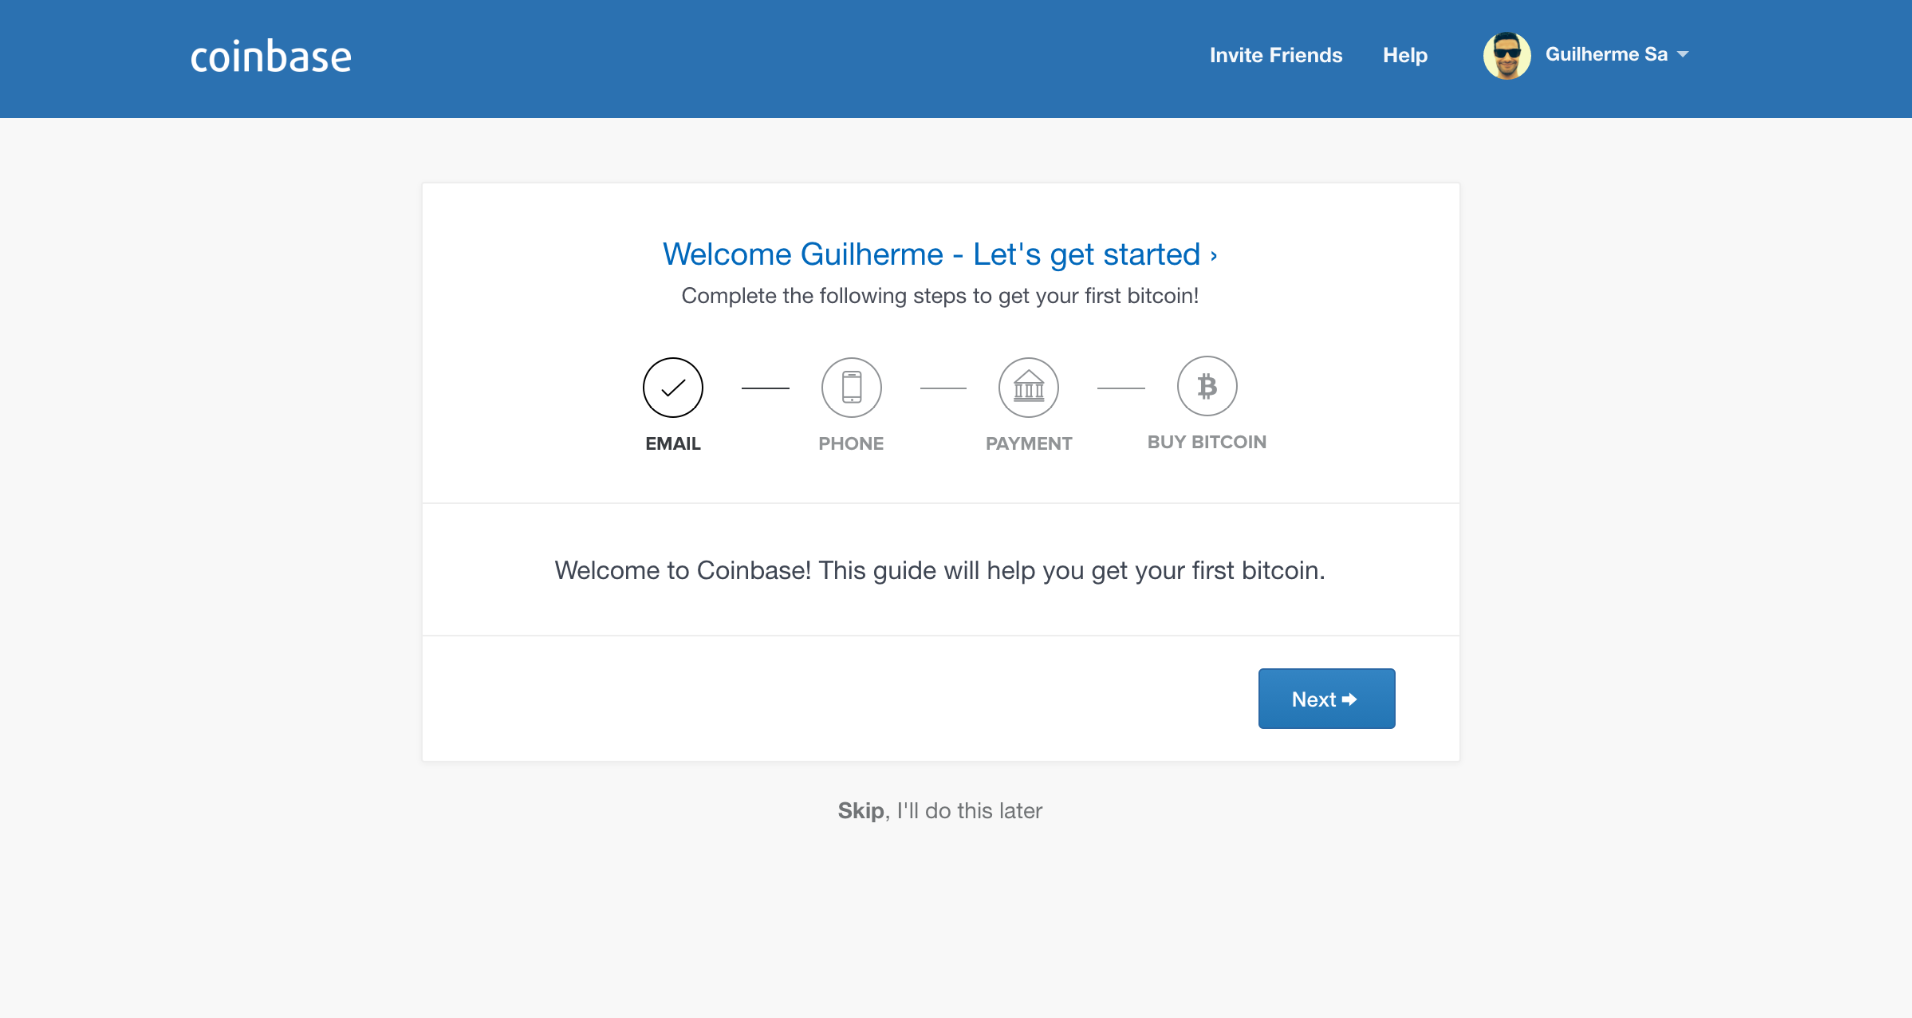 coinbase
Invite Friends
Help
Guilherme Sa
Welcome Guilherme - Let's get started ›
Complete the following steps to get your first bitcoin!
EMAIL
PHONE
PAYMENT
BUY BITCOIN
Welcome to Coinbase! This guide will help you get your first bitcoin.
Next
Skip, I'll do this later